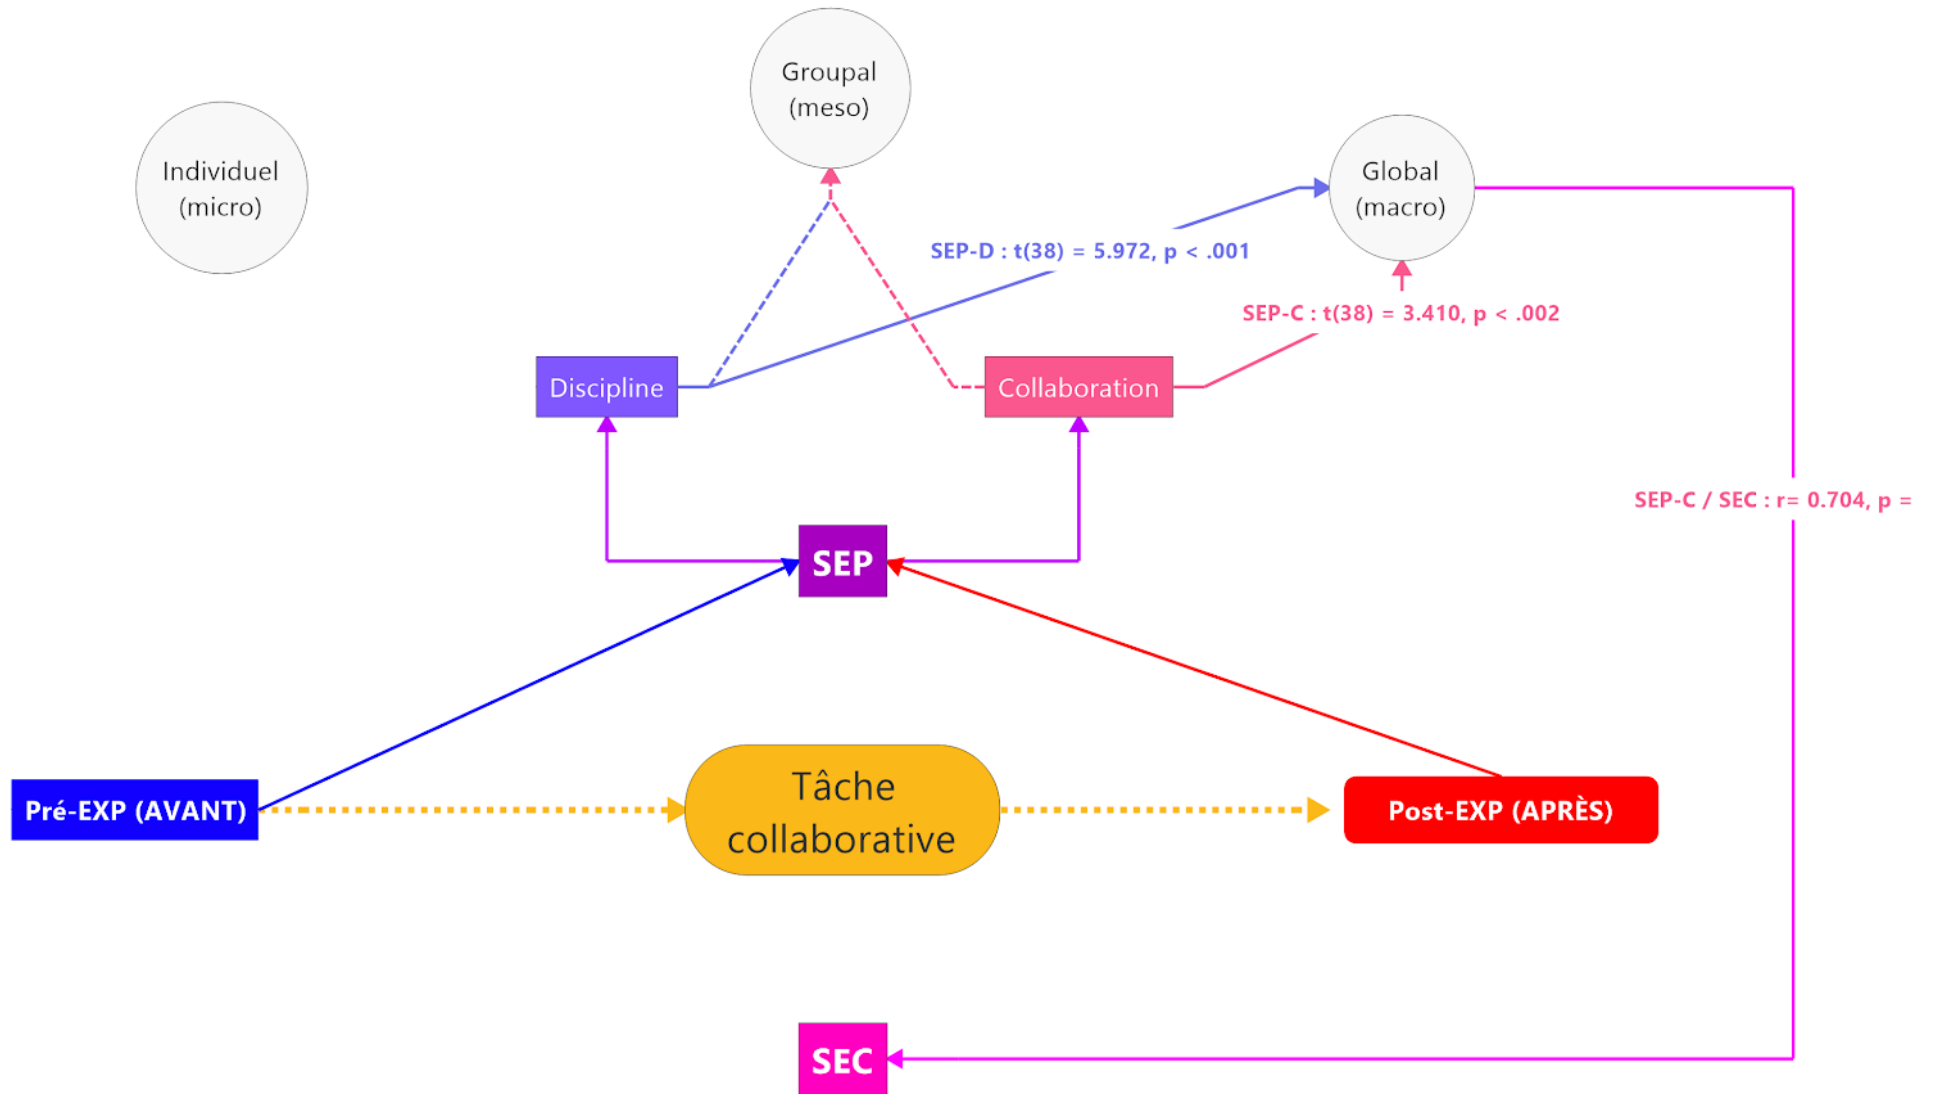 Groupal
(meso)
Individuel
(micro)
Global
(macro)
SEP-D : t(38) = 5.972, p < .001
SEP-C : t(38) = 3.410, p < .002
Discipline
Collaboration
SEP-C / SEC : r= 0.704, p =
SEP
Tâche
collaborative
Pré-EXP (AVANT)
Post-EXP (APRÈS)
SEC